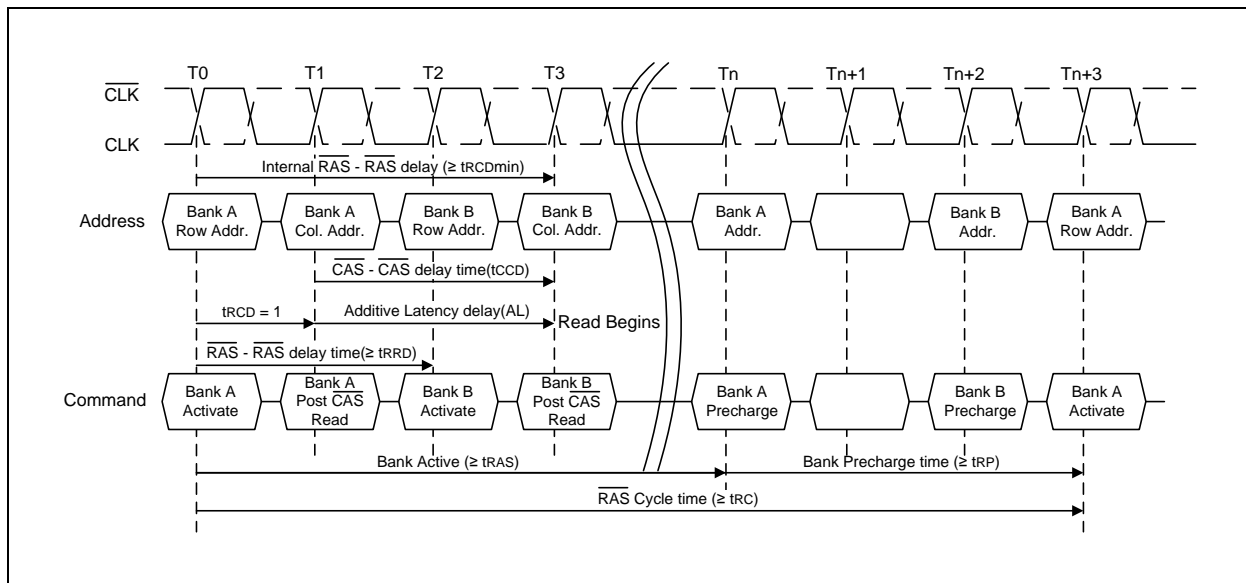 T0 T1 T2 T3 Tn Tn+1 Tn+2 Tn+3
CLK
CLK
Internal RAS - RAS delay (≥ tRCDmin)
Address
Bank A
Row Addr.
Bank A
Col. Addr.
Bank B
Row Addr.
Bank B
Col. Addr.
Bank A
Addr.
Bank B
Addr.
Bank A
Row Addr.
CAS - CAS delay time(tCCD)
tRCD = 1
Additive Latency delay(AL)
Read Begins
RAS - RAS delay time(≥ tRRD)
Command
Bank A
Activate
Bank A
Post CAS
Read
Bank B
Activate
Bank B
Post CAS
Read
Bank A
Precharge
Bank B
Precharge
Bank A
Activate
Bank Active (≥ tRAS)
Bank Precharge time (≥ tRP)
RAS Cycle time (≥ tRC)